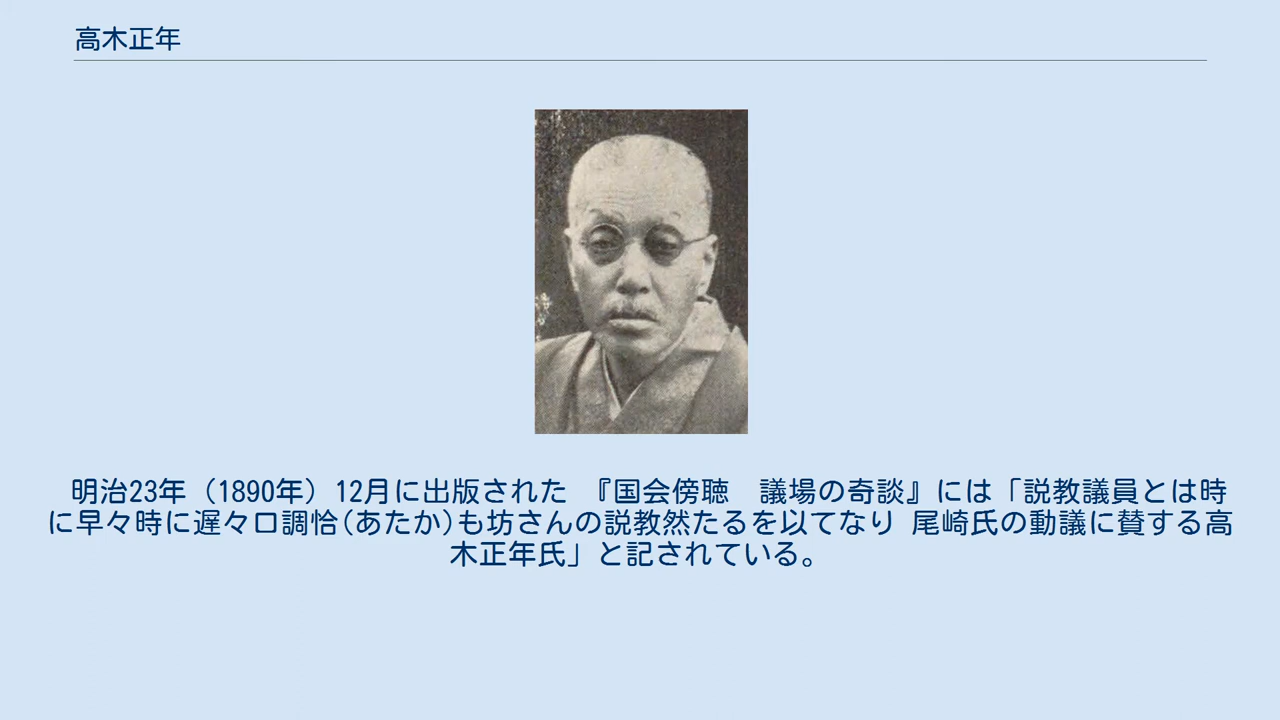 高木正年
明治23年（1890年）12月に出版された　『国会傍聴　議場の奇談』には「説教議員とは時
に早々時に遅々口調恰(あたか)も坊さんの説教然たるを以てなり 尾崎氏の動議に賛する高
木正年氏」と記されている。